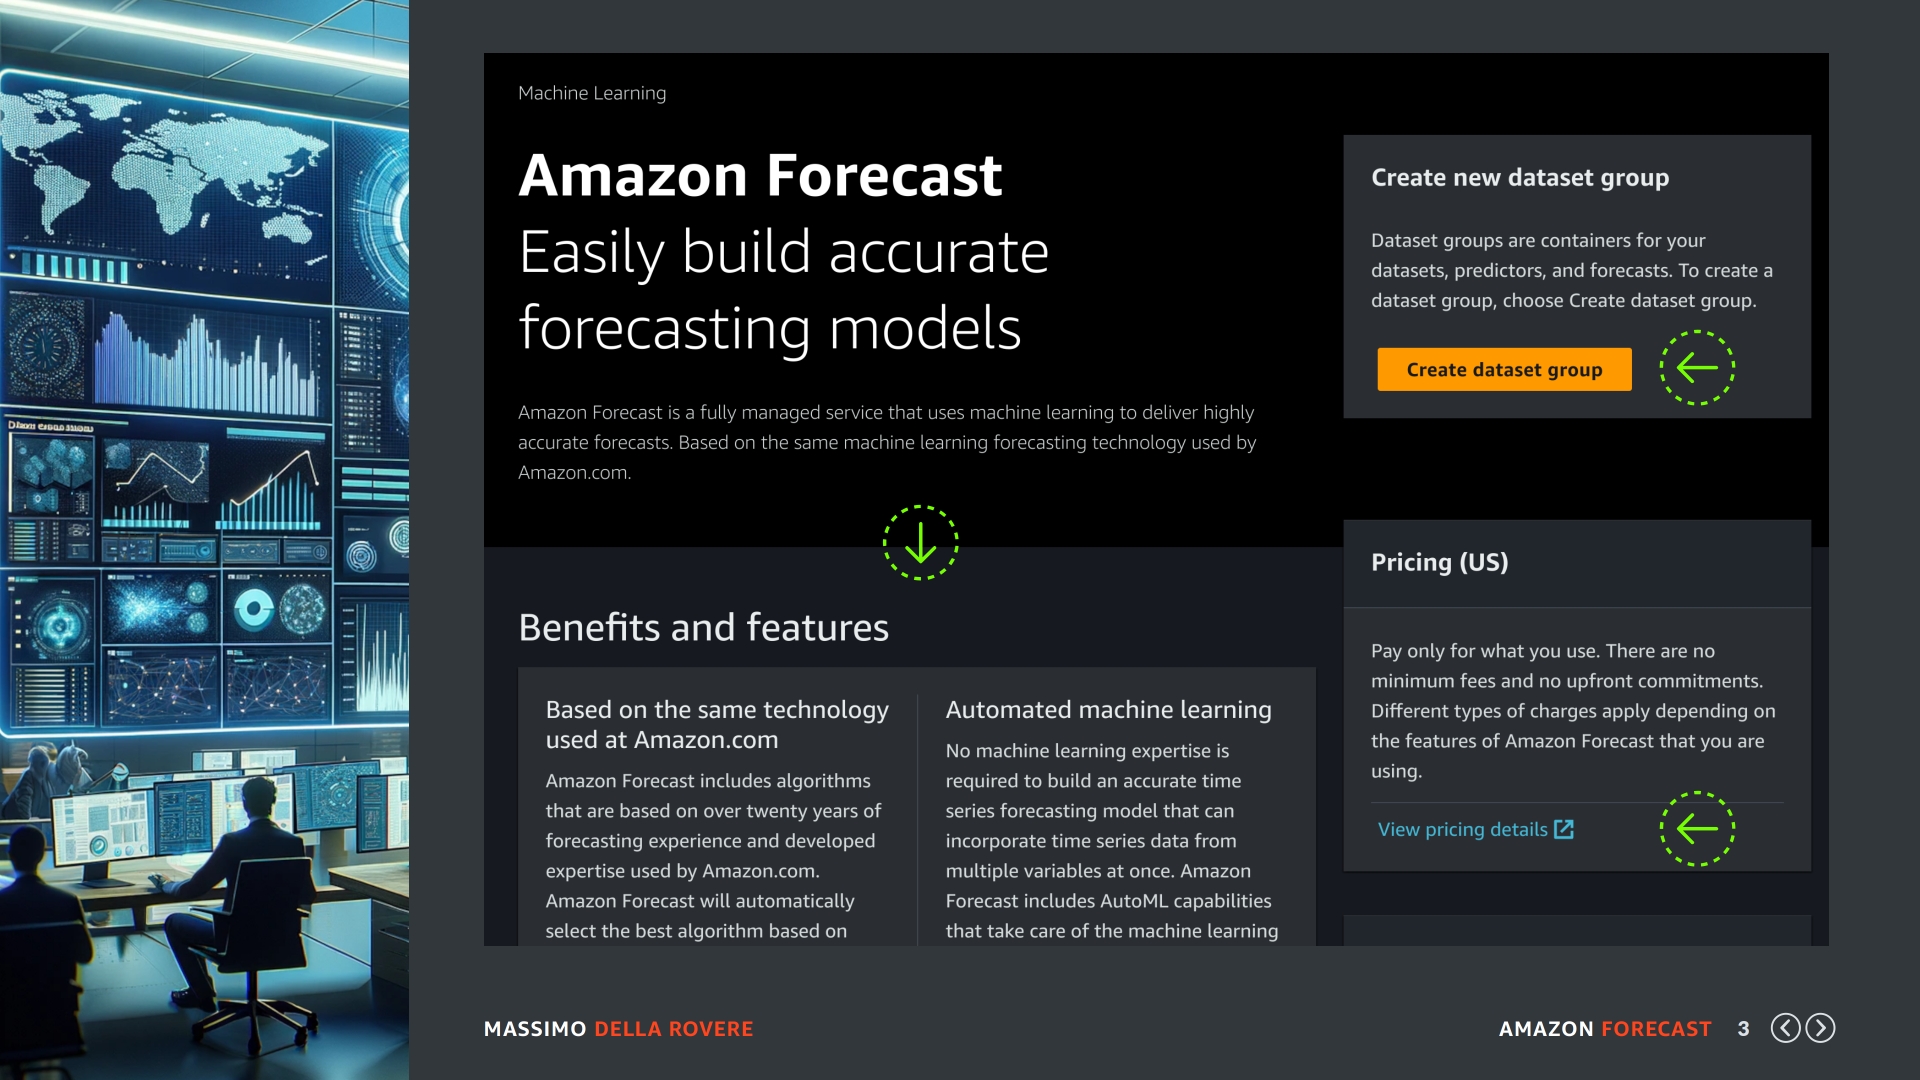 Machine Learning
Amazon Forecast
Easily build accurate
forecasting models
Amazon Forecast is a fully managed service that uses machine learning to deliver highly
accurate forecasts. Based on the same machine learning forecasting technology used by
Amazon.com.
Create new dataset group
Dataset groups are containers for your
datasets, predictors, and forecasts. To create a
dataset group, choose Create dataset group.
Create dataset group
Benefits and features
Based on the same technology
used at Amazon.com
Amazon Forecast includes algorithms
that are based on over twenty years of
forecasting experience and developed
expertise used by Amazon.com.
Amazon Forecast will automatically
select the best algorithm based on
Automated machine learning
No machine learning expertise is
required to build an accurate time
series forecasting model that can
incorporate time series data from
multiple variables at once. Amazon
Forecast includes AutoML capabilities
that take care of the machine learning
Pricing (US)
Pay only for what you use. There are no
minimum fees and no upfront commitments.
Different types of charges apply depending on
the features of Amazon Forecast that you are
using.
View pricing details
MASSIMO DELLA ROVERE
AMAZON FORECAST 3